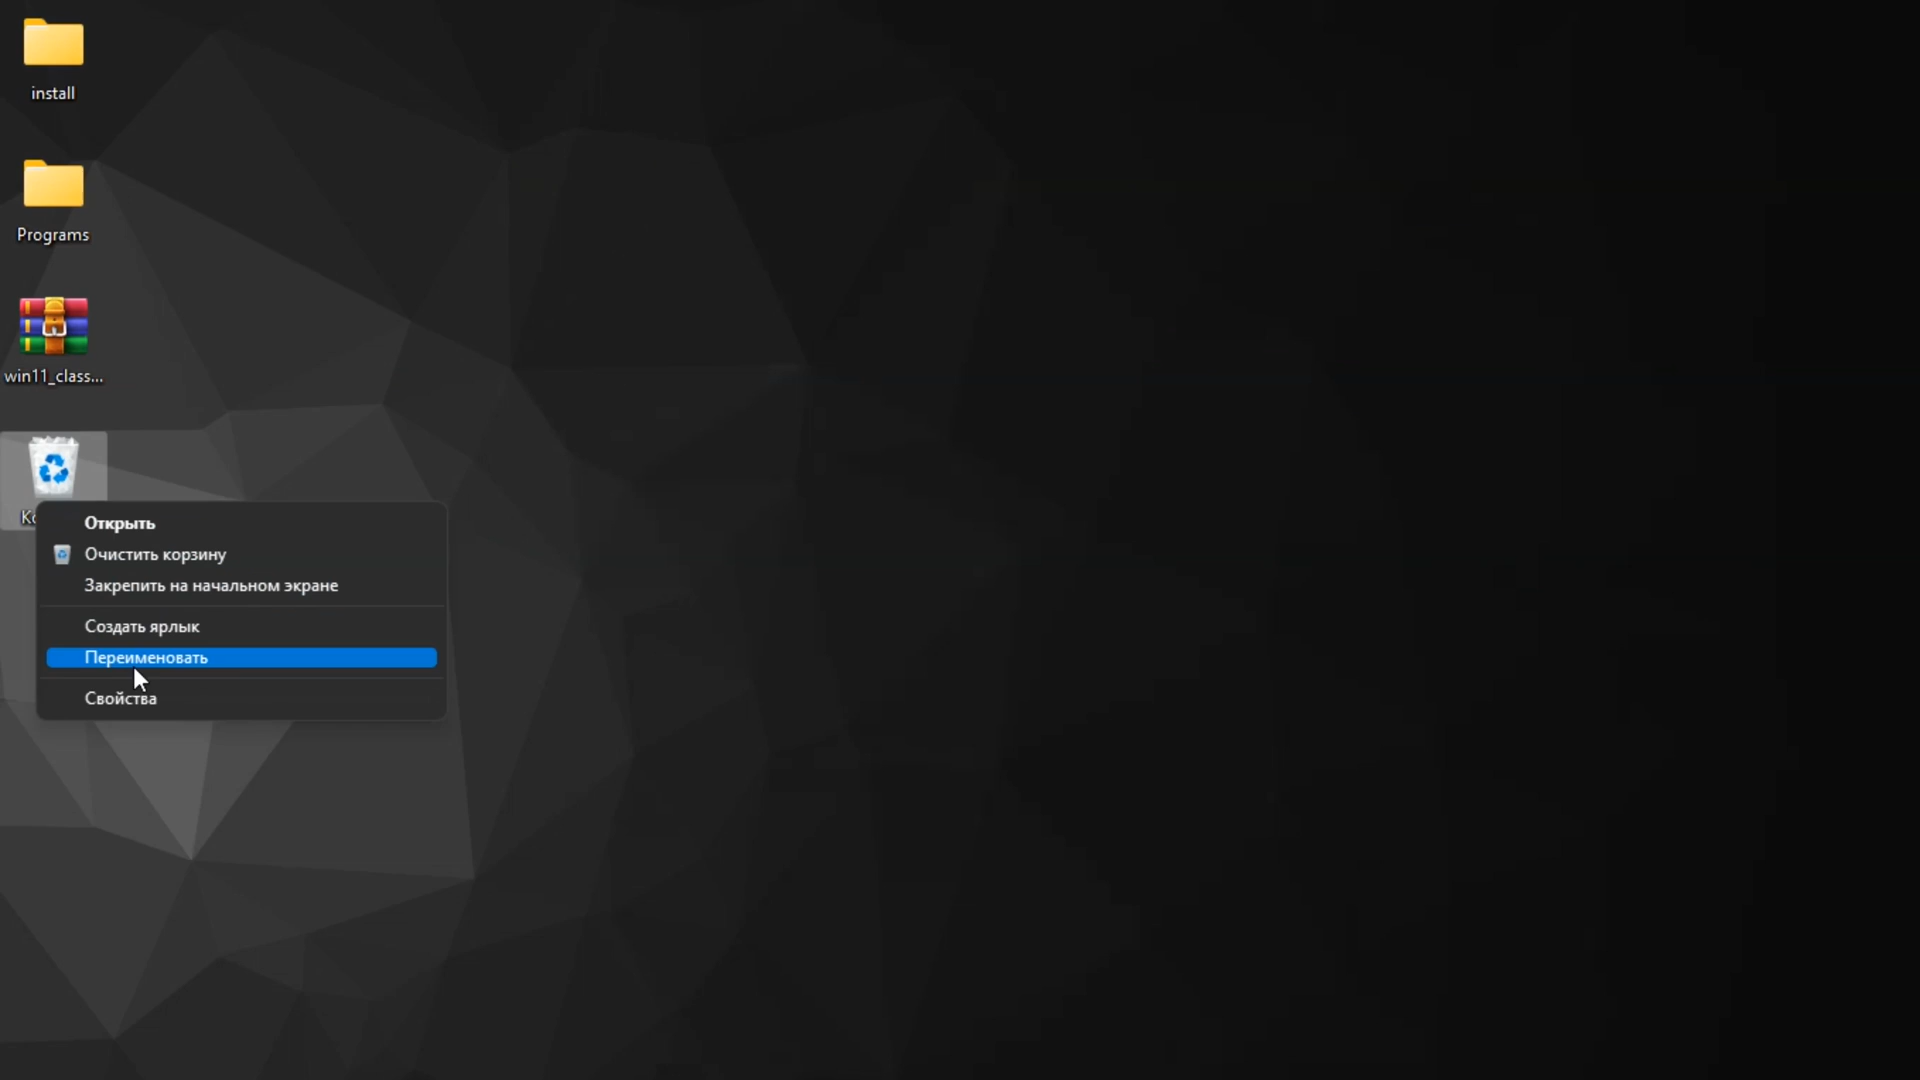 install
Programs
win11_class...
Открыть
Очистить корзину
Закрепить на начальном экране
Создать ярлык
Переименовать
Свойства